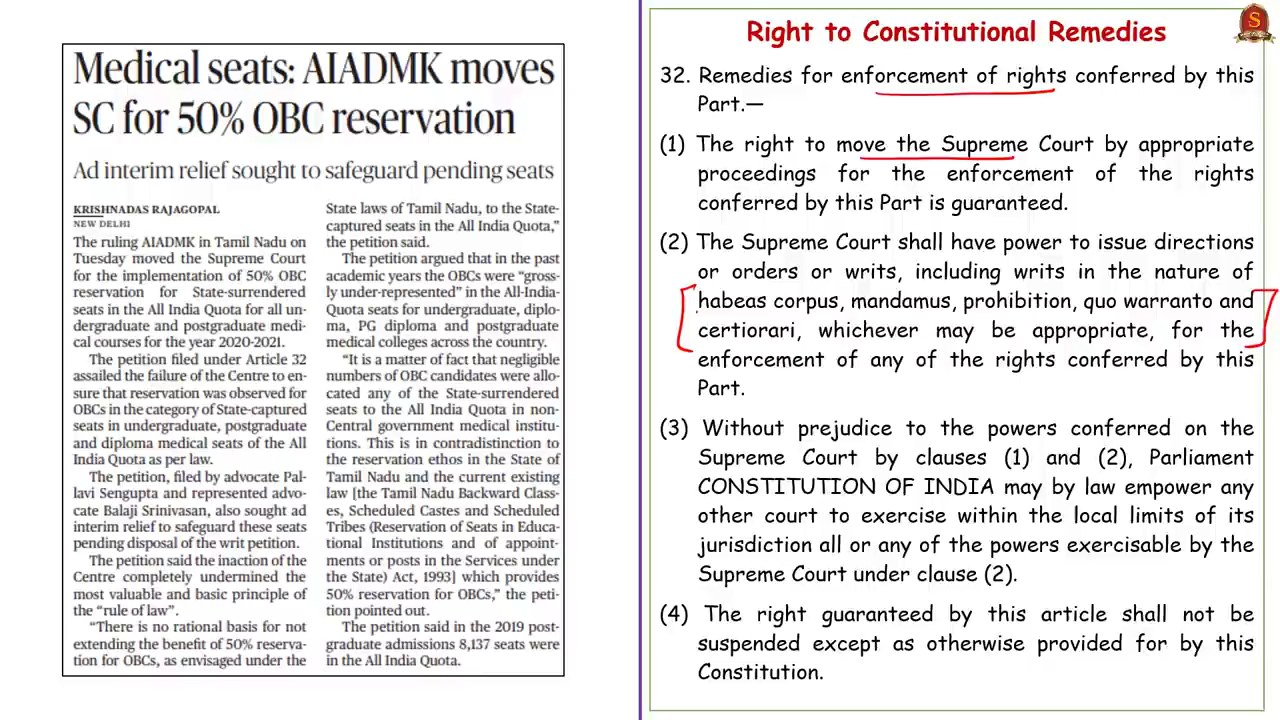 Medical seats: AIADMK moves
SC for 50% OBC reservation
Ad interim relief sought to safeguard pending seats
KRISHNADAS RAJAGOPAL
NEW DELHI
The ruling AIADMK in Tamil Nadu on
Tuesday moved the Supreme Court
for the implementation of 50% OBC
reservation for State-surrendered
seats in the All India Quota for all un-
dergraduate and postgraduate medi-
cal courses for the year 2020-2021.
The petition filed under Article 32
assailed the failure of the Centre to en-
sure that reservation was observed for
OBCs in the category of State-captured
seats in undergraduate, postgraduate
and diploma medical seats of the All
India Quota as per law.
The petition, filed by advocate Pal-
lavi Sengupta and represented advo-
cate Balaji Srinivasan, also sought ad
interim relief to safeguard these seats
pending disposal of the writ petition.
The petition said the inaction of the
Centre completely undermined the
most valuable and basic principle of
the “rule of law”.
“There is no rational basis for not
extending the benefit of 50% reserva-
tion for OBCs, as envisaged under the
State laws of Tamil Nadu, to the State-
captured seats in the All India Quota,”
the petition said.
The petition argued that in the past
academic years the OBCs were “gross-
ly under-represented” in the All-India-
Quota seats for undergraduate, diplo-
ma, PG diploma and postgraduate
medical colleges across the country.
“It is a matter of fact that negligible
numbers of OBC candidates were allo-
cated any of the State-surrendered
seats to the All India Quota in non-
Central government medical institu-
tions. This is in contradistinction to
the reservation ethos in the State of
Tamil Nadu and the current existing
law [the Tamil Nadu Backward Class-
es, Scheduled Castes and Scheduled
Tribes (Reservation of Seats in Educa-
tional Institutions and of appoint-
ments or posts in the Services under
the State) Act, 1993] which provides
50% reservation for OBCs,” the peti-
tion pointed out.
The petition said in the 2019 post-
graduate admissions 8,137 seats were
in the All India Quota.
Right to Constitutional Remedies
S
32. Remedies for enforcement of rights conferred by this
Part.—
(1) The right to move the Supreme Court by appropriate
proceedings for the enforcement of the rights
conferred by this Part is guaranteed.
(2) The Supreme Court shall have power to issue directions
or orders or writs, including writs in the nature of
habeas corpus, mandamus, prohibition, quo warranto and
certiorari, whichever may be appropriate, for the
enforcement of any of the rights conferred by this
Part.
(3) Without prejudice to the powers conferred on the
Supreme Court by clauses (1) and (2), Parliament
CONSTITUTION OF INDIA may by law empower any
other court to exercise within the local limits of its
jurisdiction all or any of the powers exercisable by the
Supreme Court under clause (2).
(4) The right guaranteed by this article shall not be
suspended except as otherwise provided for by this
Constitution.